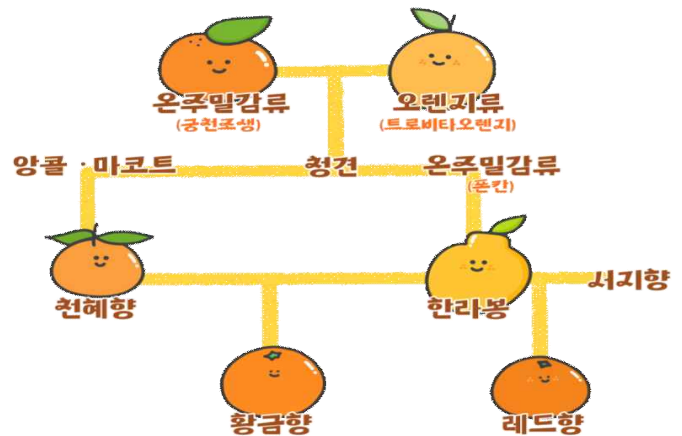 온주밀감류 오렌지류
(궁천조생) (트로비타오렌지)
앙콜 · 마코트 청견 온주밀감류
(폰칸)
서지향
천혜향 한라봉
황금향 레드향